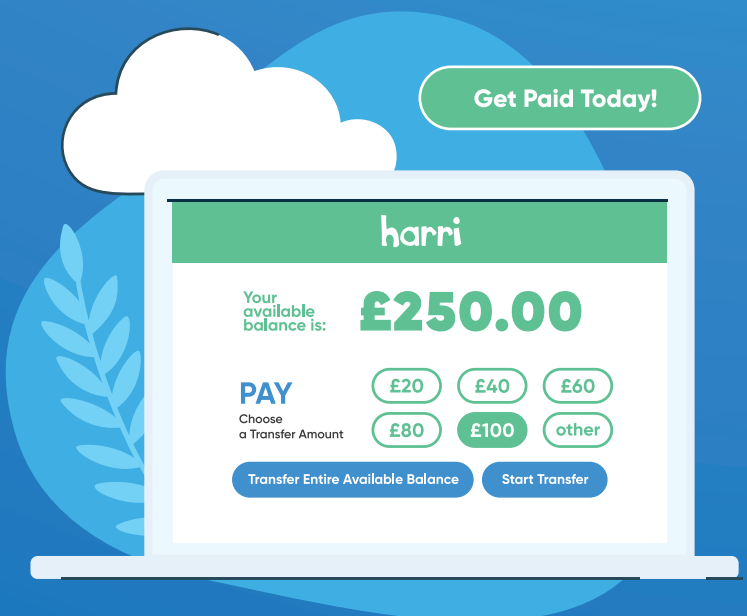 Get Paid Today!
harri
Your
available
balance is:
£250.00
PAY
Choose
a Transfer Amount
£20
£40
£60
£80
£100
other
Transfer Entire Available Balance
Start Transfer